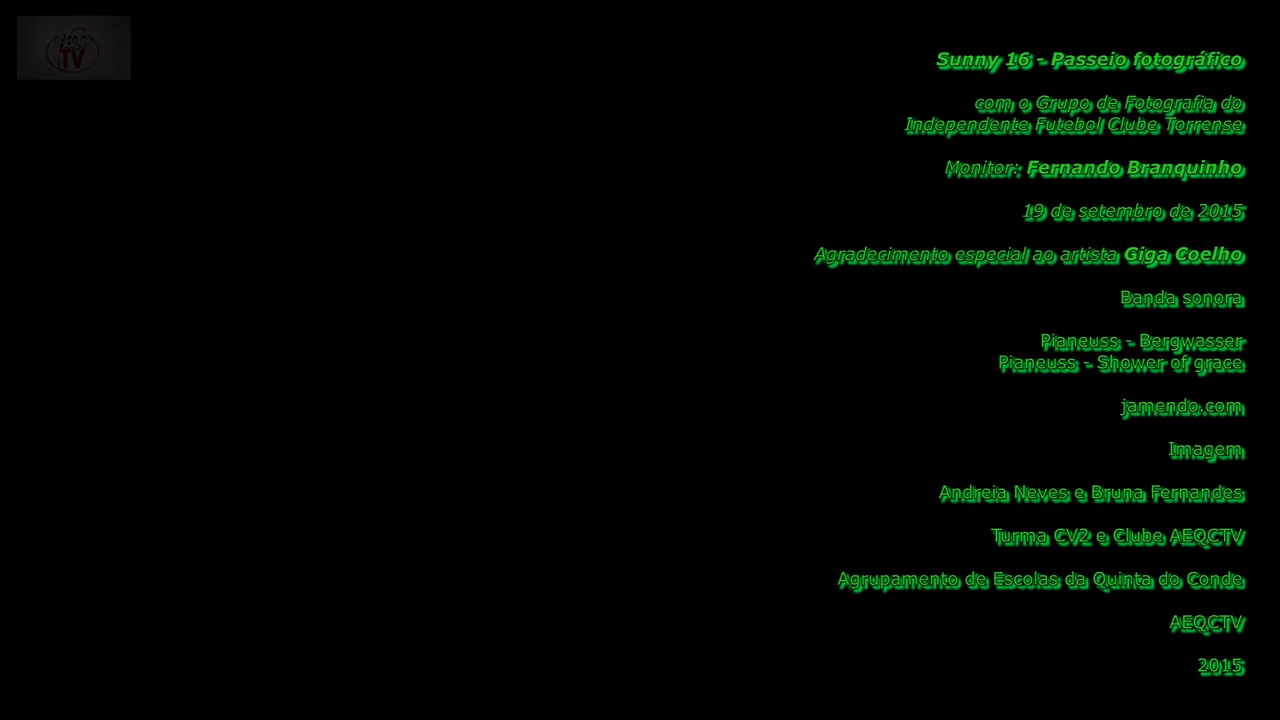 TV
Sunny 16 - Passeio fotográfico
com o Grupo de Fotografia do
Independente Futebol Clube Torrense
Monitor: Fernando Branquinho
19 de setembro de 2015
Agradecimento especial ao artista Giga Coelho
Banda sonora
Pianeuss - Bergwasser
Pianeuss - Shower of grace
jamendo.com
Imagem
Andreia Neves e Bruna Fernandes
Turma CV2 e Clube AEQCTV
Agrupamento de Escolas da Quinta do Conde
AEQCTV
2015